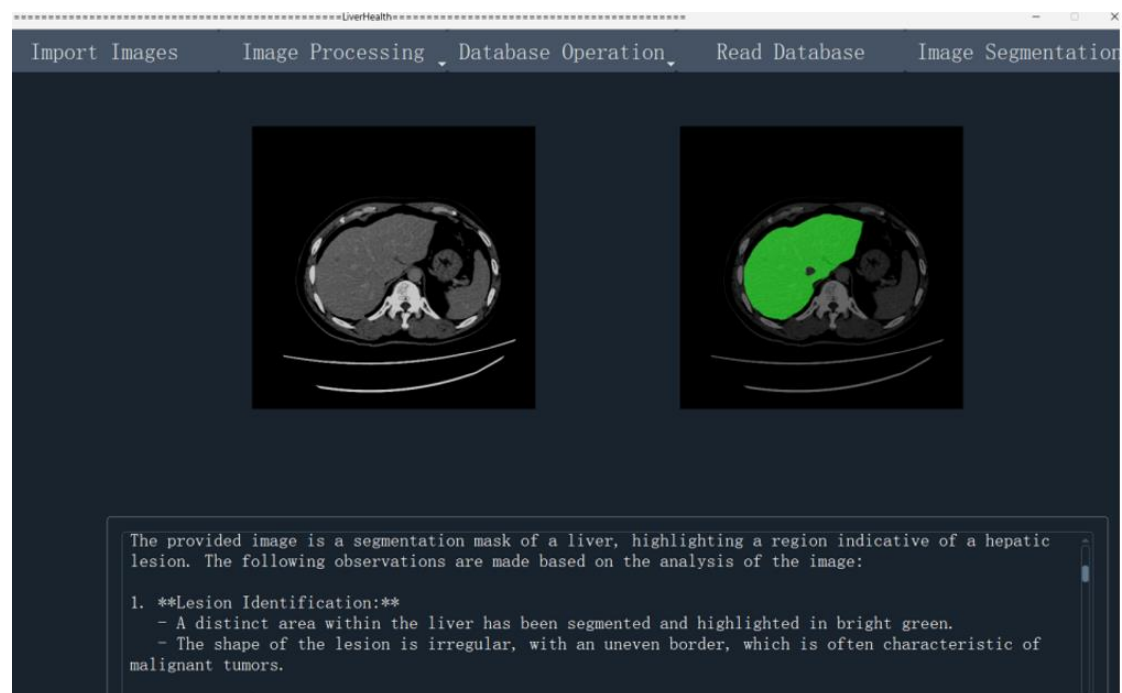 =========================================LiverHealth=========================================
Import Images Image Processing Database Operation Read Database Image Segmentation
The provided image is a segmentation mask of a liver, highlighting a region indicative of a hepatic
lesion. The following observations are made based on the analysis of the image:
1. **Lesion Identification:**
- A distinct area within the liver has been segmented and highlighted in bright green.
- The shape of the lesion is irregular, with an uneven border, which is often characteristic of
malignant tumors.